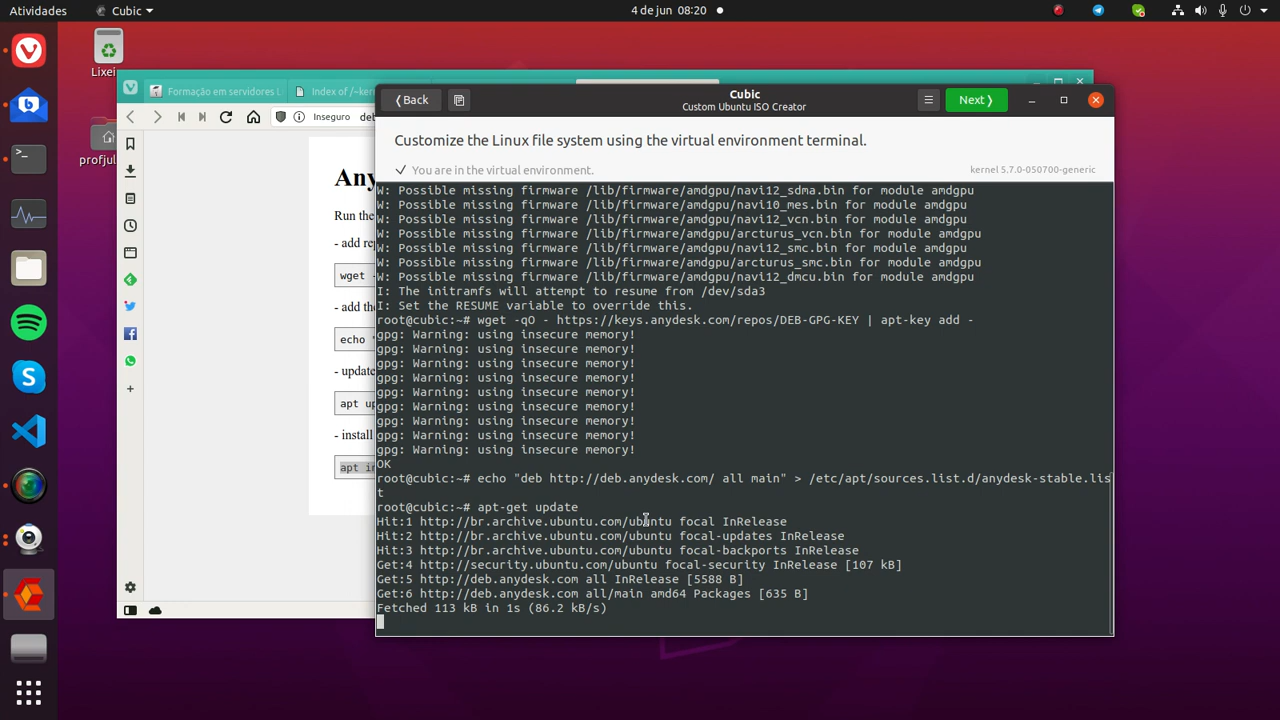 Atividades
Cubic
4 de jun 08:20
Lixei
profjul
Formação em servidores L
Index of /~ker
Inseguro
deb
Any
Run the
- add rep
wget -
- add the
echo "
- update
apt up
- install
apt in
Back
Cubic
Custom Ubuntu ISO Creator
Next
Customize the Linux file system using the virtual environment terminal.
You are in the virtual environment.
kernel 5.7.0-050700-generic
W: Possible missing firmware /lib/firmware/amdgpu/navi12_sdma.bin for module amdgpu
W: Possible missing firmware /lib/firmware/amdgpu/navi10_mes.bin for module amdgpu
W: Possible missing firmware /lib/firmware/amdgpu/navi12_vcn.bin for module amdgpu
W: Possible missing firmware /lib/firmware/amdgpu/arcturus_vcn.bin for module amdgpu
W: Possible missing firmware /lib/firmware/amdgpu/navi12_smc.bin for module amdgpu
W: Possible missing firmware /lib/firmware/amdgpu/arcturus_smc.bin for module amdgpu
W: Possible missing firmware /lib/firmware/amdgpu/navi12_dmcu.bin for module amdgpu
I: The initramfs will attempt to resume from /dev/sda3
I: Set the RESUME variable to override this.
root@cubic:~# wget -qO - https://keys.anydesk.com/repos/DEB-GPG-KEY | apt-key add -
gpg: Warning: using insecure memory!
gpg: Warning: using insecure memory!
gpg: Warning: using insecure memory!
gpg: Warning: using insecure memory!
gpg: Warning: using insecure memory!
gpg: Warning: using insecure memory!
gpg: Warning: using insecure memory!
gpg: Warning: using insecure memory!
gpg: Warning: using insecure memory!
OK
root@cubic:~# echo "deb http://deb.anydesk.com/ all main" > /etc/apt/sources.list.d/anydesk-stable.lis
t
root@cubic:~# apt-get update
Hit:1 http://br.archive.ubuntu.com/ubuntu focal InRelease
Hit:2 http://br.archive.ubuntu.com/ubuntu focal-updates InRelease
Hit:3 http://br.archive.ubuntu.com/ubuntu focal-backports InRelease
Get:4 http://security.ubuntu.com/ubuntu focal-security InRelease [107 kB]
Get:5 http://deb.anydesk.com all InRelease [5588 B]
Get:6 http://deb.anydesk.com all/main amd64 Packages [635 B]
Fetched 113 kB in 1s (86.2 kB/s)